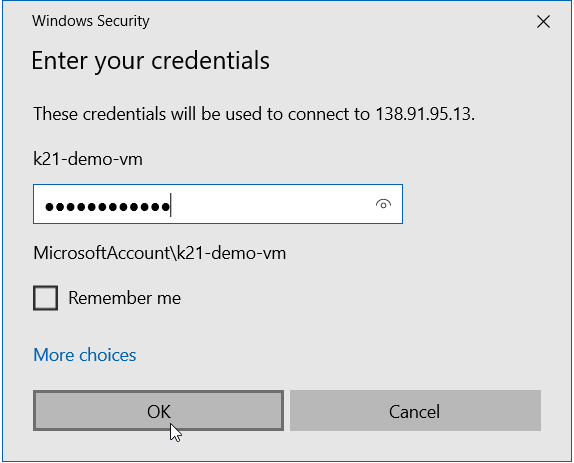 Windows Security
Enter your credentials
These credentials will be used to connect to 138.91.95.13.
k21-demo-vm
●●●●●●●●●●●●
MicrosoftAccount\k21-demo-vm
Remember me
More choices
OK
Cancel